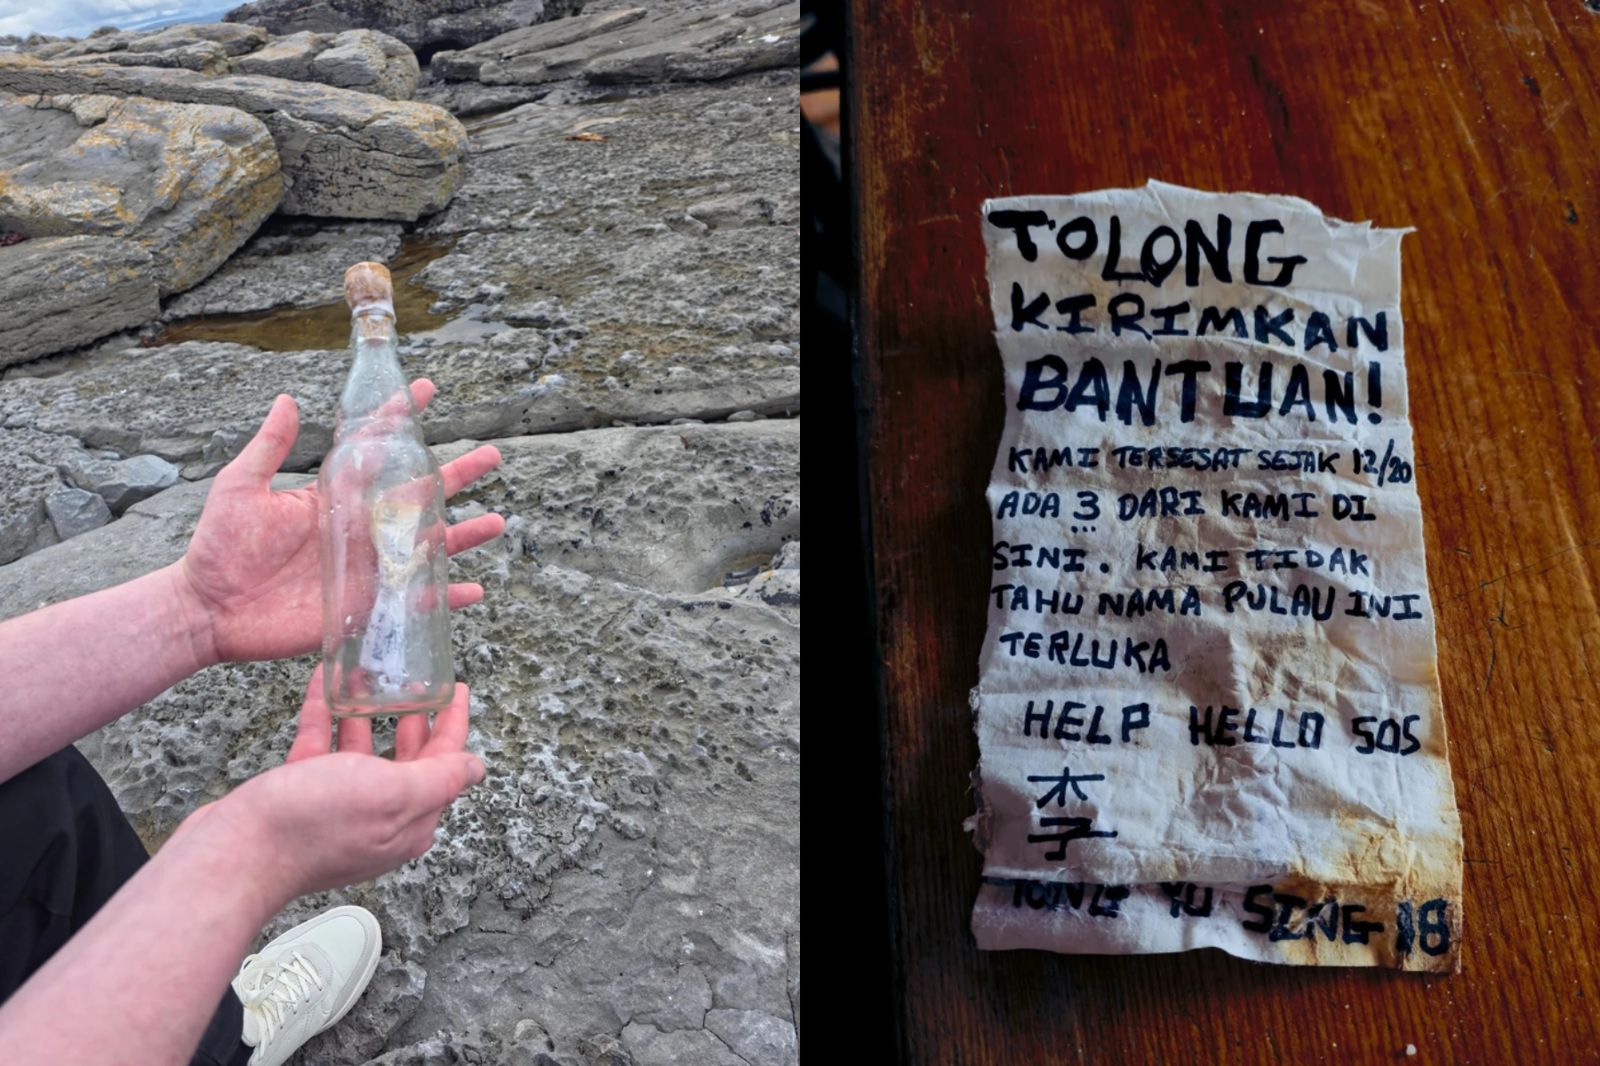 TOLONG
KIRIMKAN
BANTUAN!
KAMI TERSESAT SEJAK 12/20
ADA 3 DARI KAMI DI
SINI. KAMI TIDAK
TAHU NAMA PULAU INI
TERLUKA
HELP HELLO SOS
李
YU SING 18